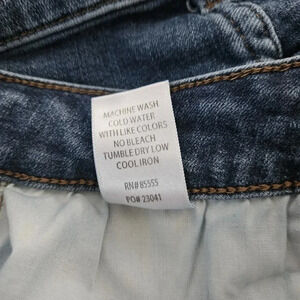 MACHINE WASH
COLD WATER
WITH LIKE COLORS
NO BLEACH
TUMBLE DRY LOW
COOL IRON
RN# 85555
PO# 23041